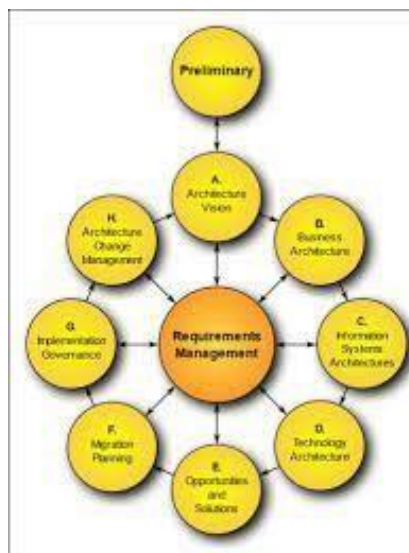 Preliminary
A.
Architecture
Vision
H.
Architecture
Change
Management
B.
Business
Architecture
Requirements
Management
G.
Implementation
Governance
C.
Information
Systems
Architectures
F.
Migration
Planning
D.
Technology
Architecture
E.
Opportunities
and
Solutions